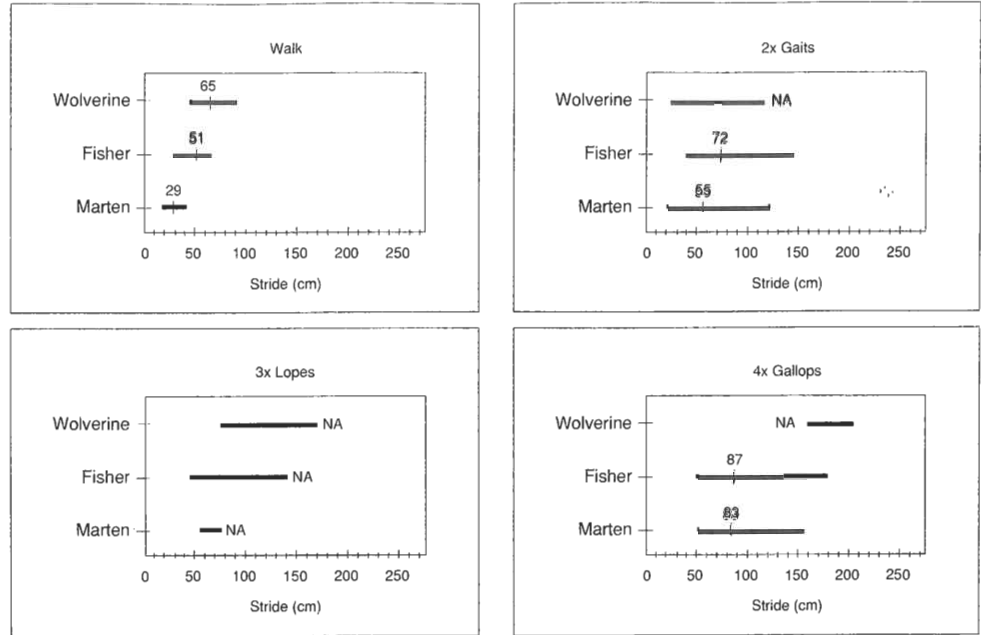 Walk
65
Wolverine
51
Fisher
29
Marten
0 50 100 150 200 250
Stride (cm)
2x Gaits
Wolverine NA
72
Fisher
55
Marten
0 50 100 150 200 250
Stride (cm)
3x Lopes
Wolverine NA
Fisher NA
Marten NA
0 50 100 150 200 250
Stride (cm)
4x Gallops
Wolverine NA
87
Fisher
83
Marten
0 50 100 150 200 250
Stride (cm)